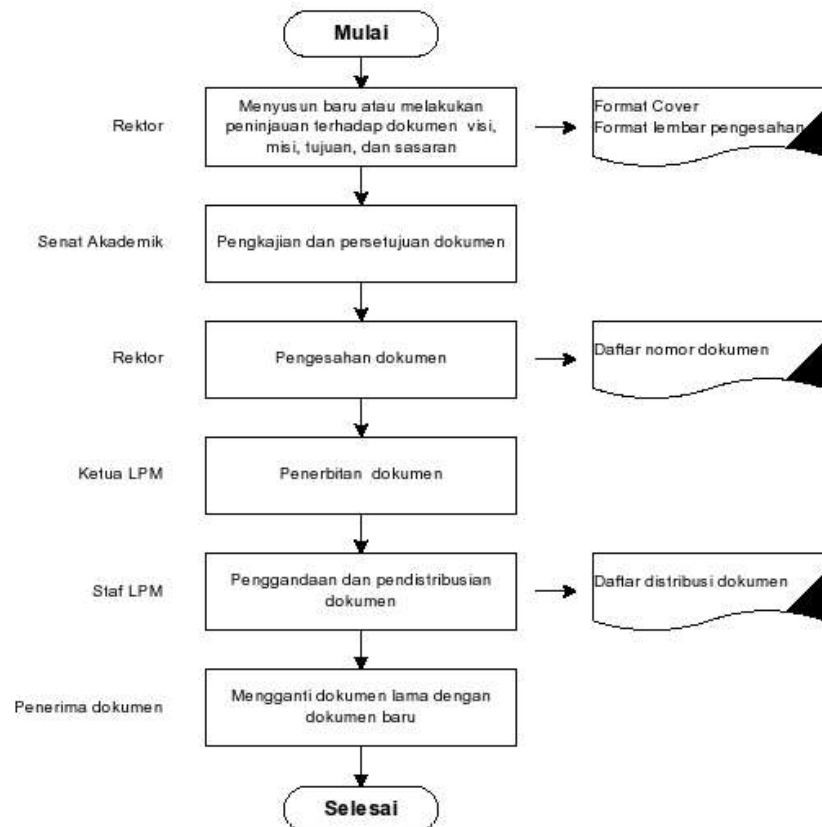 Mulai
Rektor
Menyusun baru atau melakukan
peninjauan terhadap dokumen visi,
misi, tujuan, dan sasaran
Format Cover
Format lembar pengesahan
Senat Akademik
Pengkajian dan persetujuan dokumen
Rektor
Pengesahan dokumen
Daftar nomor dokumen
Ketua LPM
Penerbitan dokumen
Staf LPM
Penggandaan dan pendistribusian
dokumen
Daftar distribusi dokumen
Penerima dokumen
Mengganti dokumen lama dengan
dokumen baru
Selesai